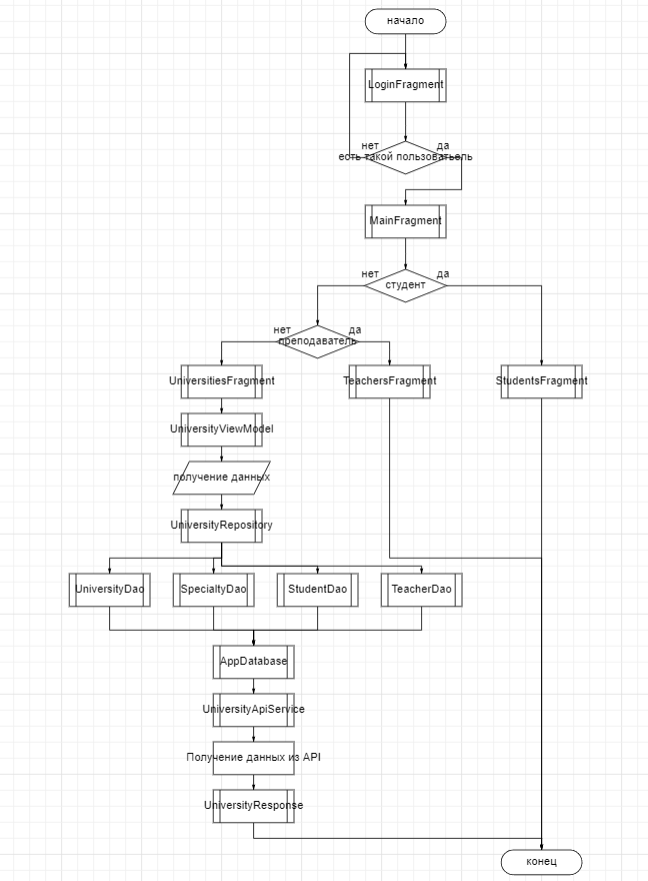 начало
LoginFragment
нет
да
есть такой пользоватьель
MainFragment
нет
да
студент
нет
да
преподаватель
UniversitiesFragment
TeachersFragment
StudentsFragment
UniversityViewModel
получение данных
UniversityRepository
UniversityDao
SpecialtyDao
StudentDao
TeacherDao
AppDatabase
UniversityApiService
Получение данных из API
UniversityResponse
конец